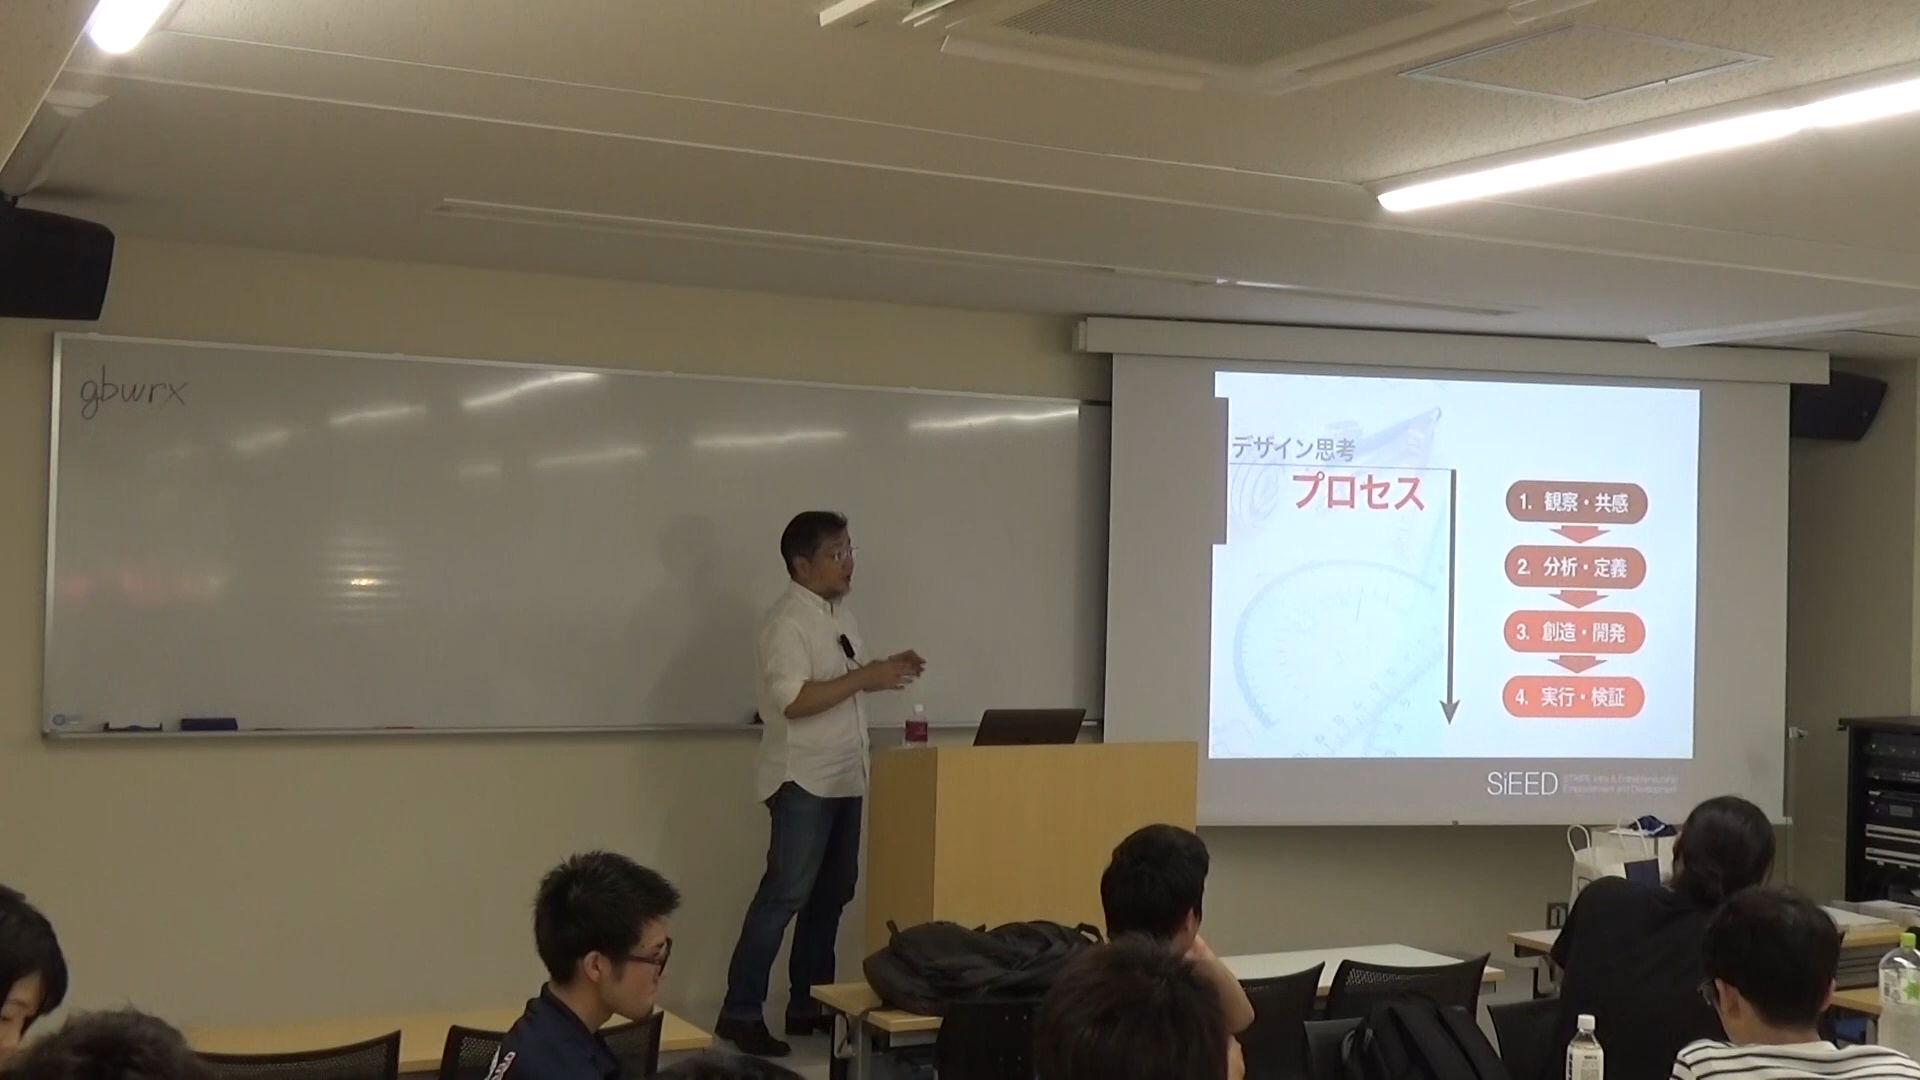 gbwrx
デザイン思考
プロセス
1. 観察・共感
2. 分析・定義
3. 創造・開発
4. 実行・検証
SiEED